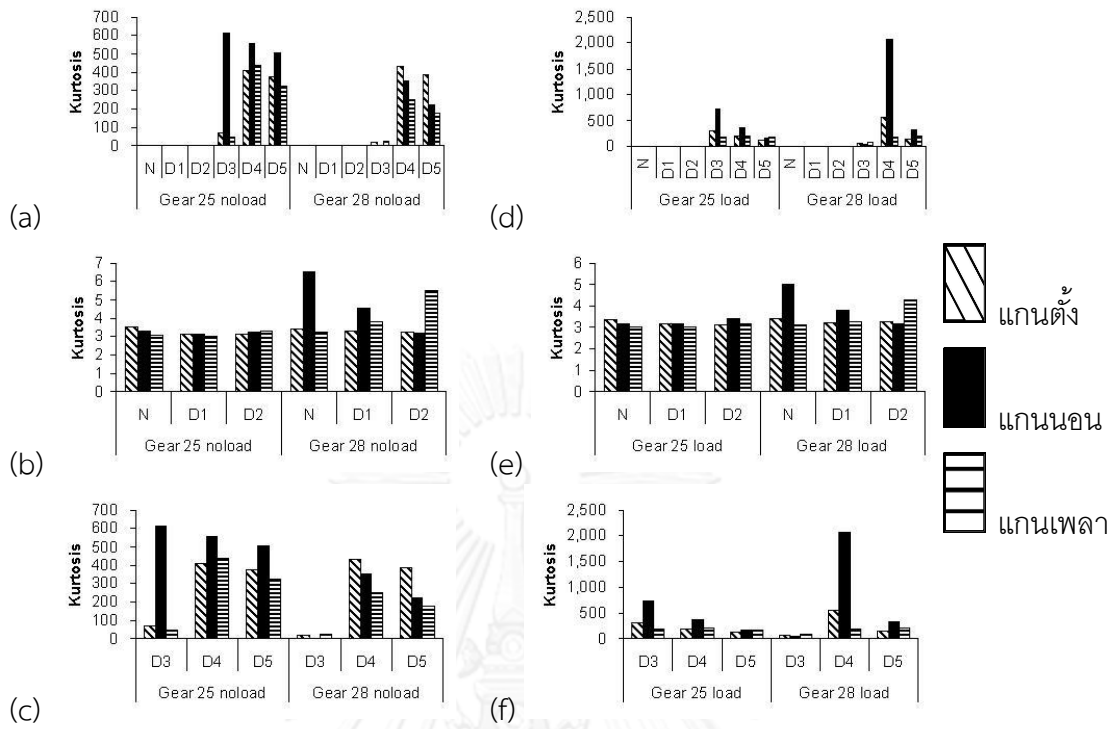 Kurtosis
700
600
500
400
300
200
100
0
N D1 D2 D3 D4 D5 N D1 D2 D3 D4 D5
Gear 25 noload Gear 28 noload
(a)
Kurtosis
2,500
2,000
1,500
1,000
500
0
N D1 D2 D3 D4 D5 N D1 D2 D3 D4 D5
Gear 25 load Gear 28 load
(d)
Kurtosis
7
6
5
4
3
2
1
0
N D1 D2 N D1 D2
Gear 25 noload Gear 28 noload
(b)
Kurtosis
6
5
4
3
2
1
0
N D1 D2 N D1 D2
Gear 25 load Gear 28 load
(e)
แกนตั้ง
แกนนอน
แกนเพลา
Kurtosis
700
600
500
400
300
200
100
0
D3 D4 D5 D3 D4 D5
Gear 25 noload Gear 28 noload
(c)
Kurtosis
2,500
2,000
1,500
1,000
500
0
D3 D4 D5 D3 D4 D5
Gear 25 load Gear 28 load
(f)